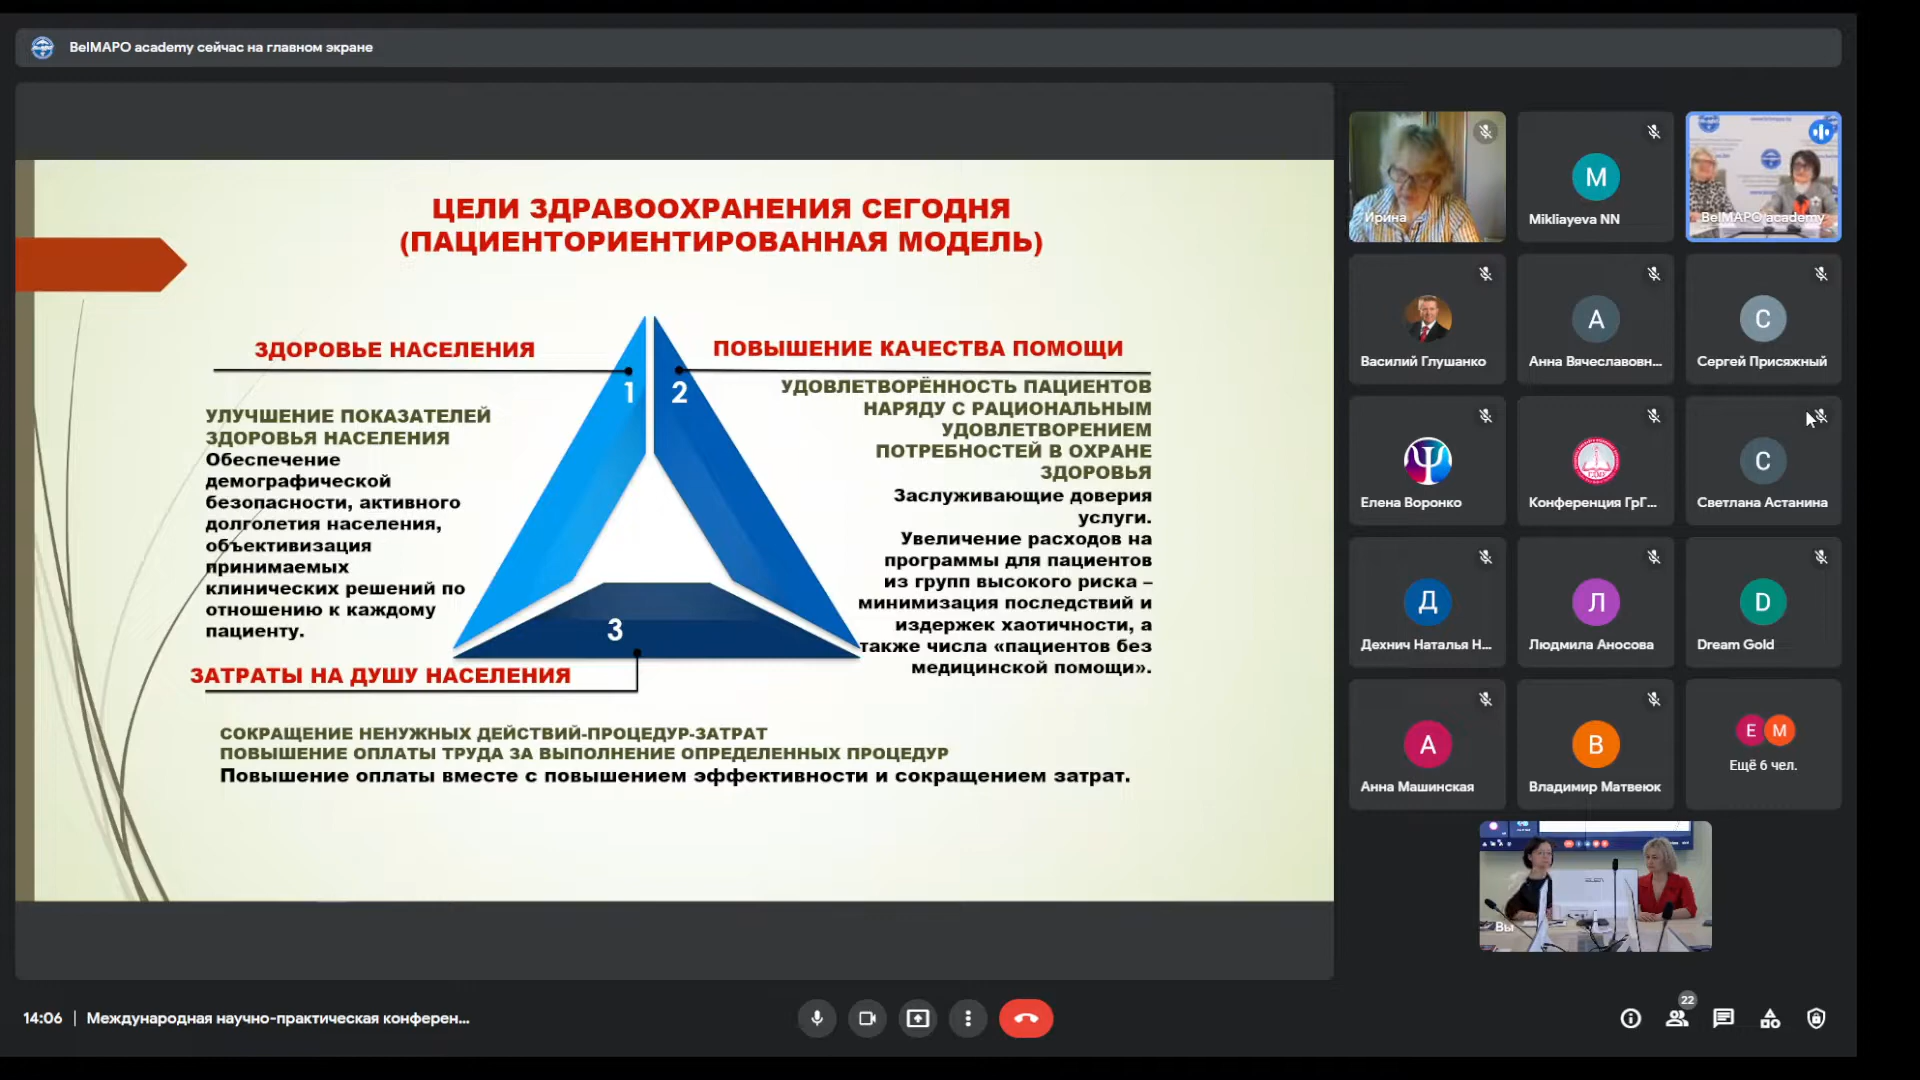 BelMAPO academy сейчас на главном экране
ЦЕЛИ ЗДРАВООХРАНЕНИЯ СЕГОДНЯ
(ПАЦИЕНТОРИЕНТИРОВАННАЯ МОДЕЛЬ)
ЗДОРОВЬЕ НАСЕЛЕНИЯ
УЛУЧШЕНИЕ ПОКАЗАТЕЛЕЙ
ЗДОРОВЬЯ НАСЕЛЕНИЯ
Обеспечение
демографической
безопасности, активного
долголетия населения,
объективизация
принимаемых
клинических решений по
отношению к каждому
пациенту.
1
2
3
ПОВЫШЕНИЕ КАЧЕСТВА ПОМОЩИ
УДОВЛЕТВОРЁННОСТЬ ПАЦИЕНТОВ
НАРЯДУ С РАЦИОНАЛЬНЫМ
УДОВЛЕТВОРЕНИЕМ
ПОТРЕБНОСТЕЙ В ОХРАНЕ
ЗДОРОВЬЯ
Заслуживающие доверия
услуги.
Увеличение расходов на
программы для пациентов
из групп высокого риска –
минимизация последствий и
издержек хаотичности, а
также числа «пациентов без
медицинской помощи».
ЗАТРАТЫ НА ДУШУ НАСЕЛЕНИЯ
СОКРАЩЕНИЕ НЕНУЖНЫХ ДЕЙСТВИЙ-ПРОЦЕДУР-ЗАТРАТ
ПОВЫШЕНИЕ ОПЛАТЫ ТРУДА ЗА ВЫПОЛНЕНИЕ ОПРЕДЕЛЕННЫХ ПРОЦЕДУР
Повышение оплаты вместе с повышением эффективности и сокращением затрат.
Ирина
M
Mikliayeva NN
BelMAPO academy
Василий Глушанко
А
Анна Вячеславовн...
С
Сергей Присяжный
Елена Воронко
Конференция ГрГ...
С
Светлана Астанина
Д
Дехнич Наталья Н...
Л
Людмила Аносова
D
Dream Gold
А
Анна Машинская
В
Владимир Матвеюк
Е М
Ещё 6 чел.
Вы
14:06 | Международная научно-практическая конферен...
22